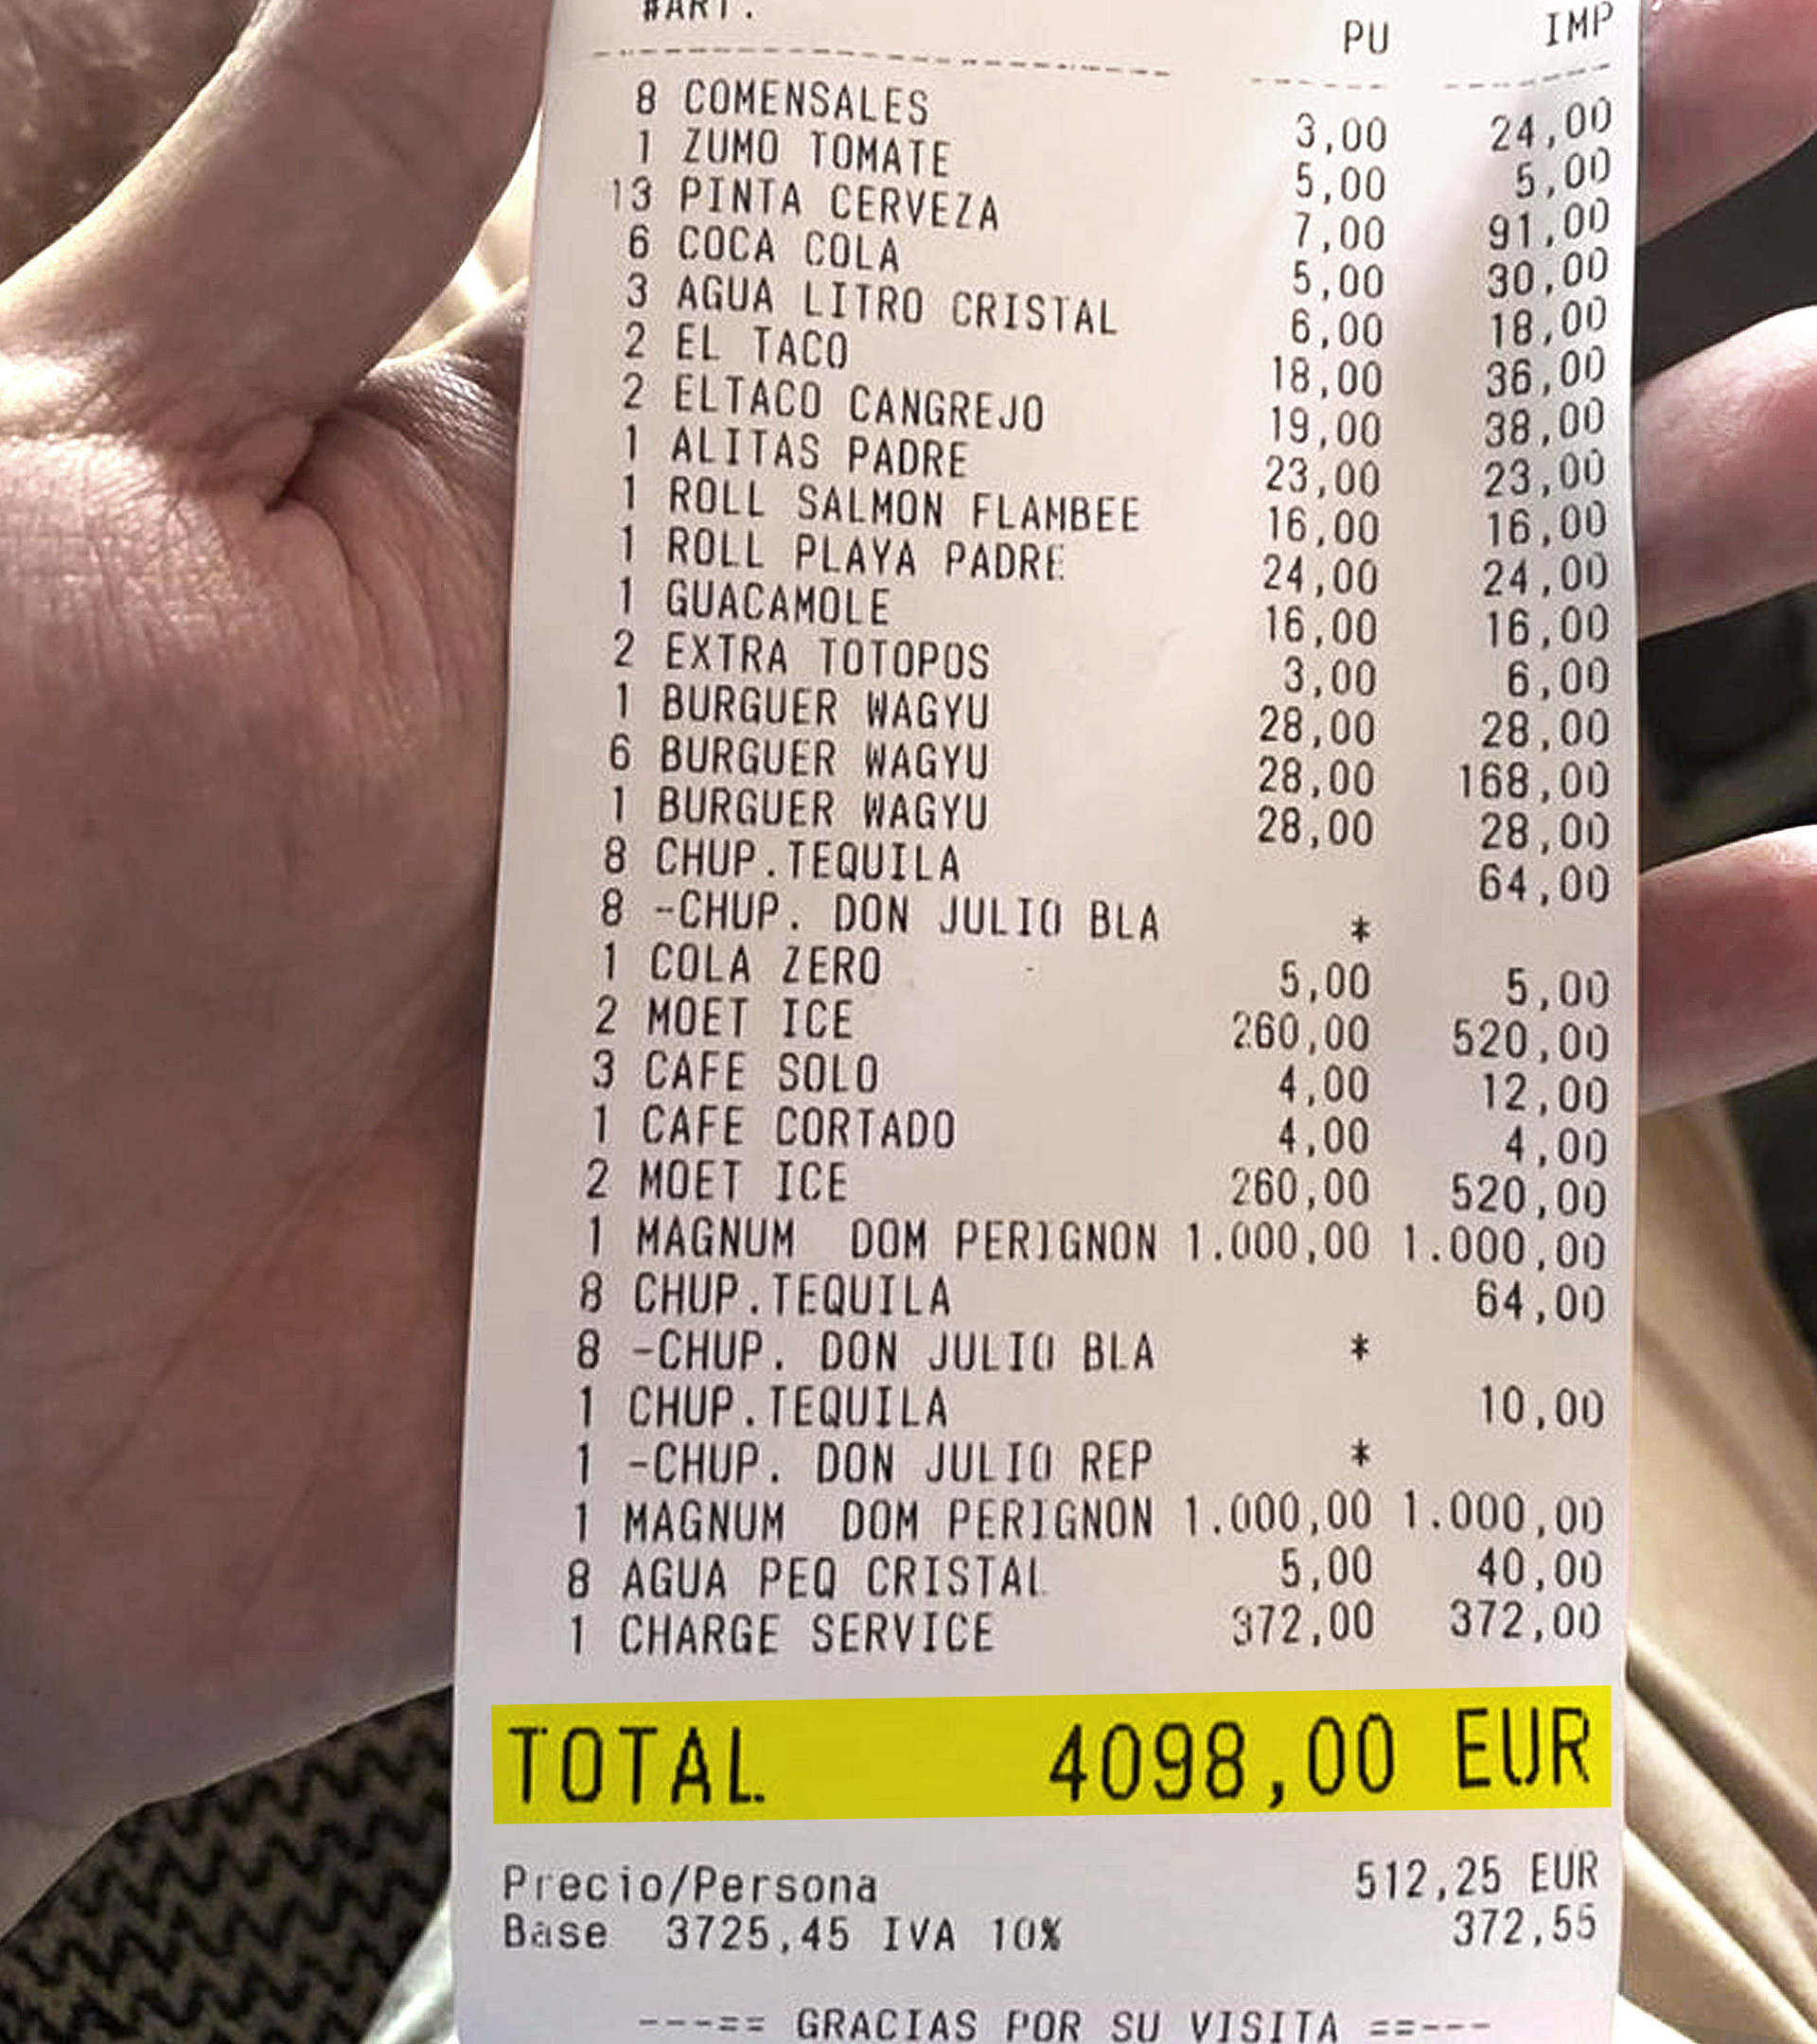 #ART. PU IMP
8 COMENSALES 3,00 24,00
1 ZUMO TOMATE 5,00 5,00
13 PINTA CERVEZA 7,00 91,00
6 COCA COLA 5,00 30,00
3 AGUA LITRO CRISTAL 6,00 18,00
2 EL TACO 18,00 36,00
2 ELTACO CANGREJO 19,00 38,00
1 ALITAS PADRE 23,00 23,00
1 ROLL SALMON FLAMBEE 16,00 16,00
1 ROLL PLAYA PADRE 24,00 24,00
1 GUACAMOLE 16,00 16,00
2 EXTRA TOTOPOS 3,00 6,00
1 BURGUER WAGYU 28,00 28,00
6 BURGUER WAGYU 28,00 168,00
1 BURGUER WAGYU 28,00 28,00
8 CHUP.TEQUILA 64,00
8 -CHUP. DON JULIO BLA *
1 COLA ZERO 5,00 5,00
2 MOET ICE 260,00 520,00
3 CAFE SOLO 4,00 12,00
1 CAFE CORTADO 4,00 4,00
2 MOET ICE 260,00 520,00
1 MAGNUM DOM PERIGNON 1.000,00 1.000,00
8 CHUP.TEQUILA 64,00
8 -CHUP. DON JULIO BLA *
1 CHUP.TEQUILA 10,00
1 -CHUP. DON JULIO REP *
1 MAGNUM DOM PERIGNON 1.000,00 1.000,00
8 AGUA PEQ CRISTAL 5,00 40,00
1 CHARGE SERVICE 372,00 372,00
TOTAL 4098,00 EUR
Precio/Persona 512,25 EUR
Base 3725,45 IVA 10% 372,55
---== GRACIAS POR SU VISITA ==---